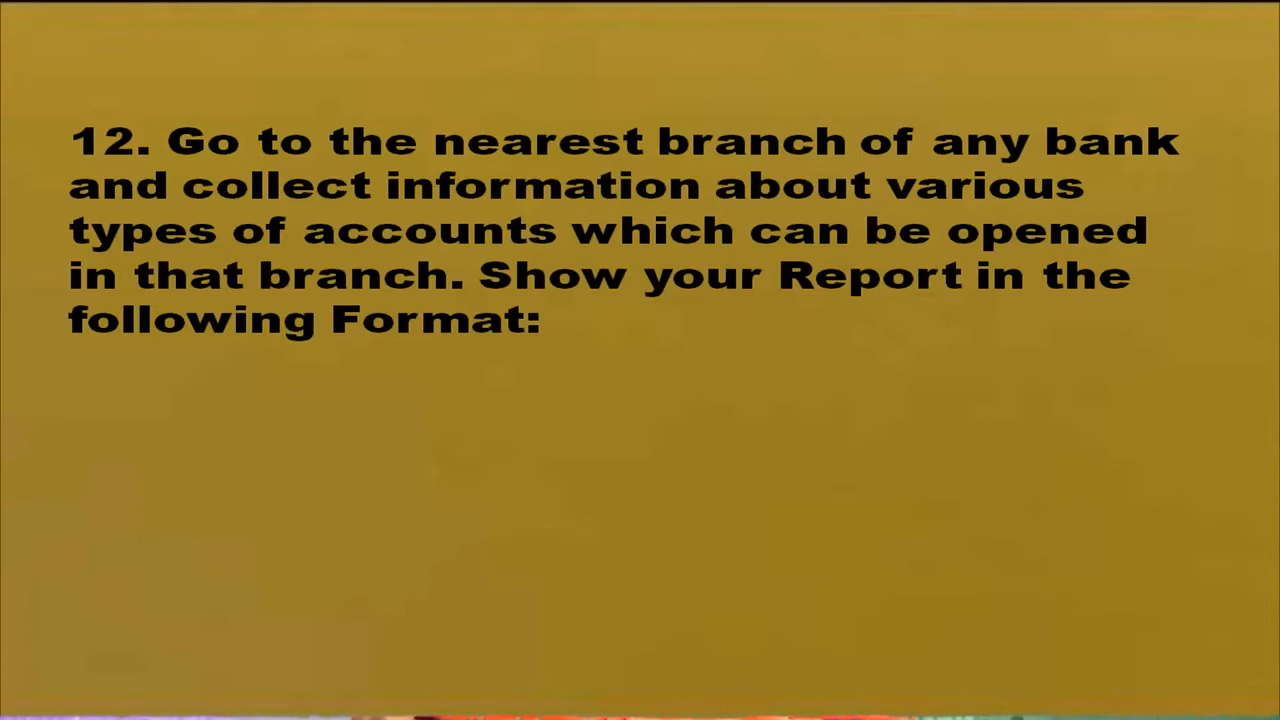 12. Go to the nearest branch of any bank
and collect information about various
types of accounts which can be opened
in that branch. Show your Report in the
following Format: